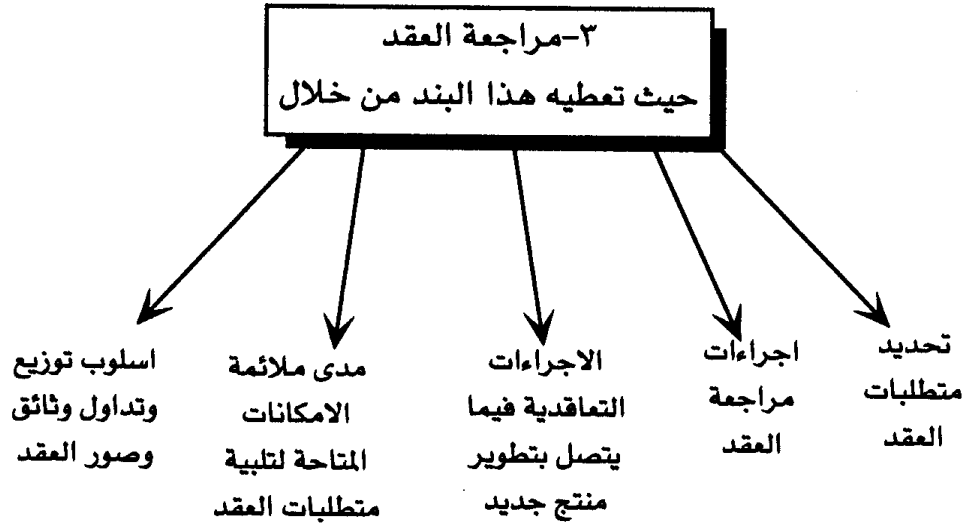 ٣-مراجعة العقد
حيث تعطيه هذا البند من خلال
تحديد
متطلبات
العقد
اجراءات
مراجعة
العقد
الاجراءات
التعاقدية فيما
يتصل بتطوير
منتج جديد
مدى ملائمة
الامكانات
المتاحة لتلبية
متطلبات العقد
اسلوب توزيع
وتداول وثائق
وصور العقد